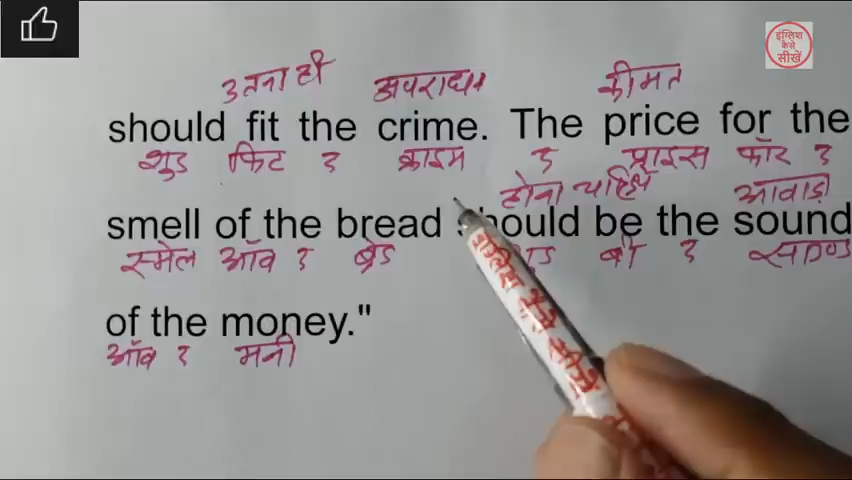 इंग्लिश
कैसे
सीखें
उतना ही अपराध। कीमत
should fit the crime. The price for the
शुड फिट द क्राइम द प्राइस फॉर द
होना चाहिये आवाज़
smell of the bread should be the sound
स्मेल ऑव द ब्रेड बी द साउण्ड
of the money."
ऑव द मनी
इंग्लिश कैसे सीखें